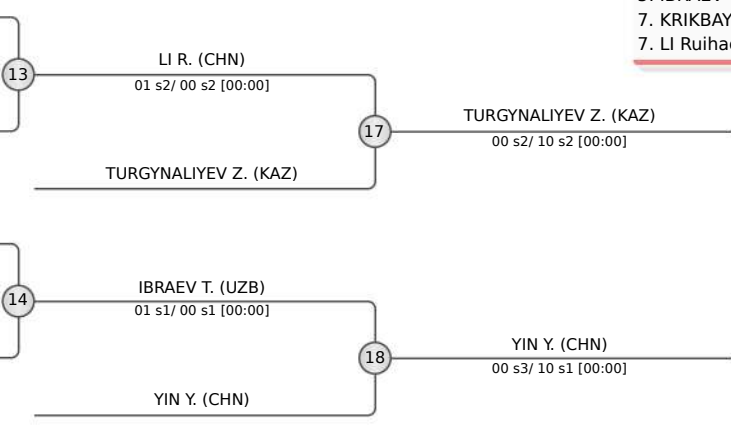 7. KRIKBAY
7. LI Ruiha
13
LI R. (CHN)
01 s2/ 00 s2 [00:00]
17
TURGYNALIYEV Z. (KAZ)
00 s2/ 10 s2 [00:00]
TURGYNALIYEV Z. (KAZ)
14
IBRAEV T. (UZB)
01 s1/ 00 s1 [00:00]
18
YIN Y. (CHN)
00 s3/ 10 s1 [00:00]
YIN Y. (CHN)